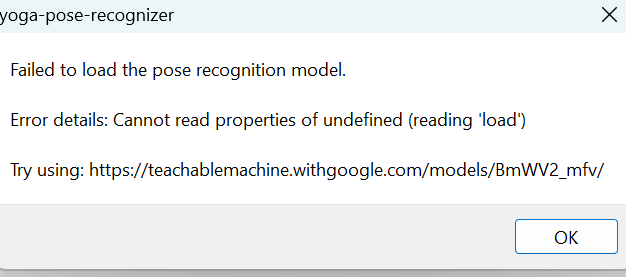 yoga-pose-recognizer
Failed to load the pose recognition model.
Error details: Cannot read properties of undefined (reading 'load')
Try using: https://teachablemachine.withgoogle.com/models/BmWV2_mfv/
OK